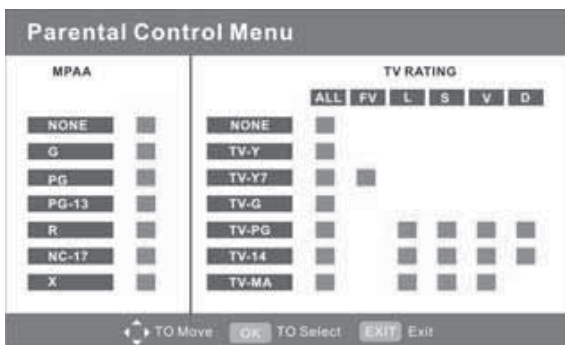 Parental Control Menu
MPAA
NONE
G
PG
PG-13
R
NC-17
X
TV RATING
ALL FV L S V D
NONE
TV-Y
TV-Y7
TV-G
TV-PG
TV-14
TV-MA
TO Move OK TO Select EXIT Exit